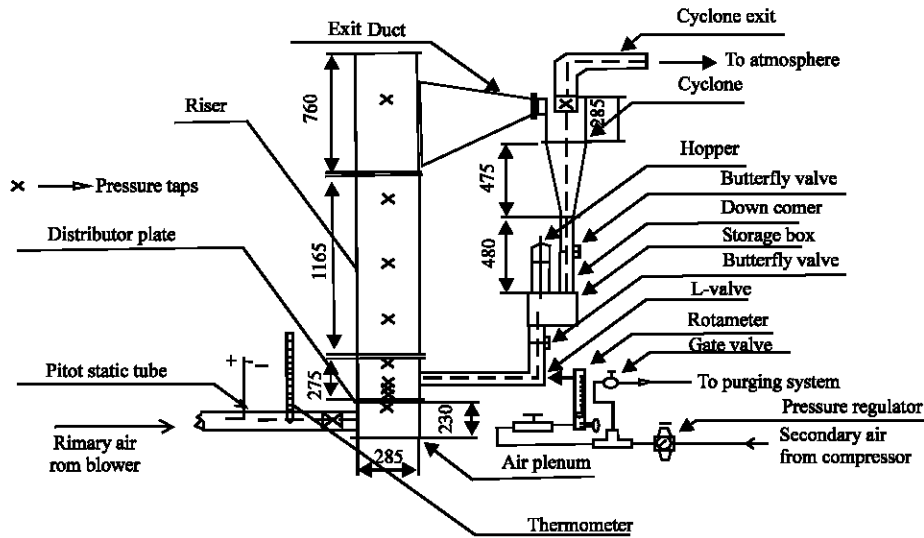 Cyclone exit
Exit Duct
To atmosphere
Cyclone
760
285
Riser
Hopper
475
Butterfly valve
Pressure taps
Down comer
Distributor plate
1165
480
Storage box
Butterfly valve
L-valve
Rotameter
Gate valve
+
-
275
Pitot static tube
To purging system
230
Pressure regulator
Rimary air
rom blower
Secondary air
from compressor
285
Air plenum
Thermometer